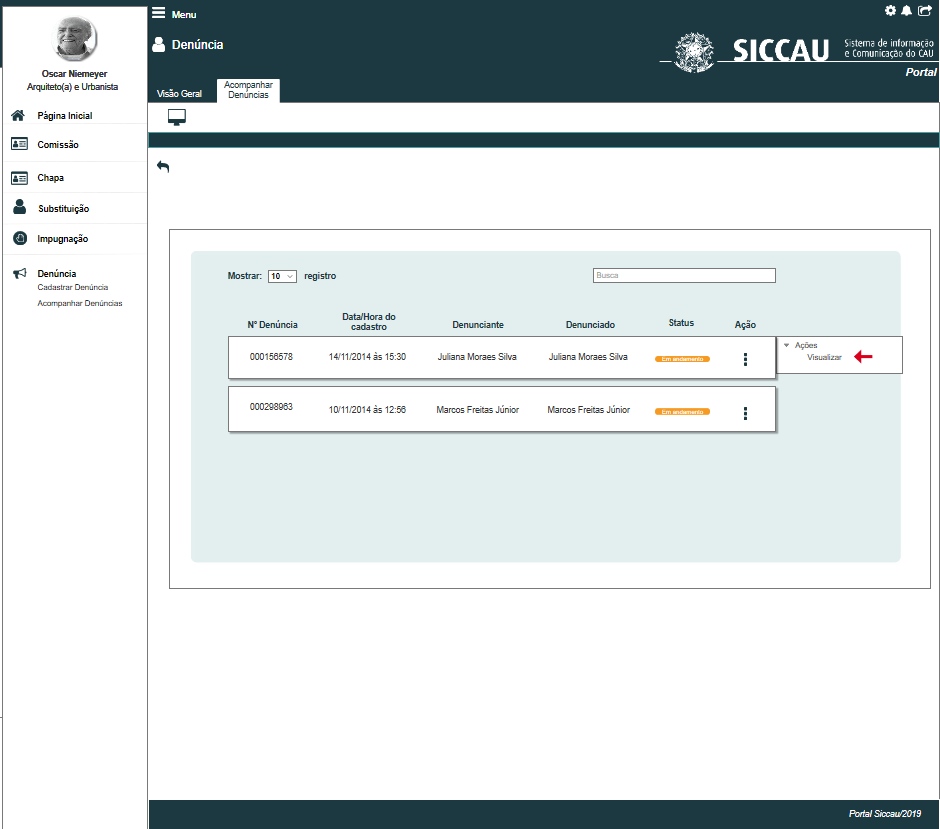 Menu
Denúncia
SICCAU
Sistema de informação
e Comunicação do CAU
Portal
Visão Geral
Acompanhar
Denúncias
Oscar Niemeyer
Arquiteto(a) e Urbanista
Página Inicial
Comissão
Chapa
Substituição
Impugnação
Denúncia
Cadastrar Denúncia
Acompanhar Denúncias
Mostrar: 10 registro
Busca
Nº Denúncia
Data/Hora do
cadastro
Denunciante
Denunciado
Status
Ação
000156578 14/11/2014 às 15:30 Juliana Moraes Silva Juliana Moraes Silva Em andamento
Ações
Visualizar
000298963 10/11/2014 às 12:56 Marcos Freitas Júnior Marcos Freitas Júnior Em andamento
Portal Siccau/2019